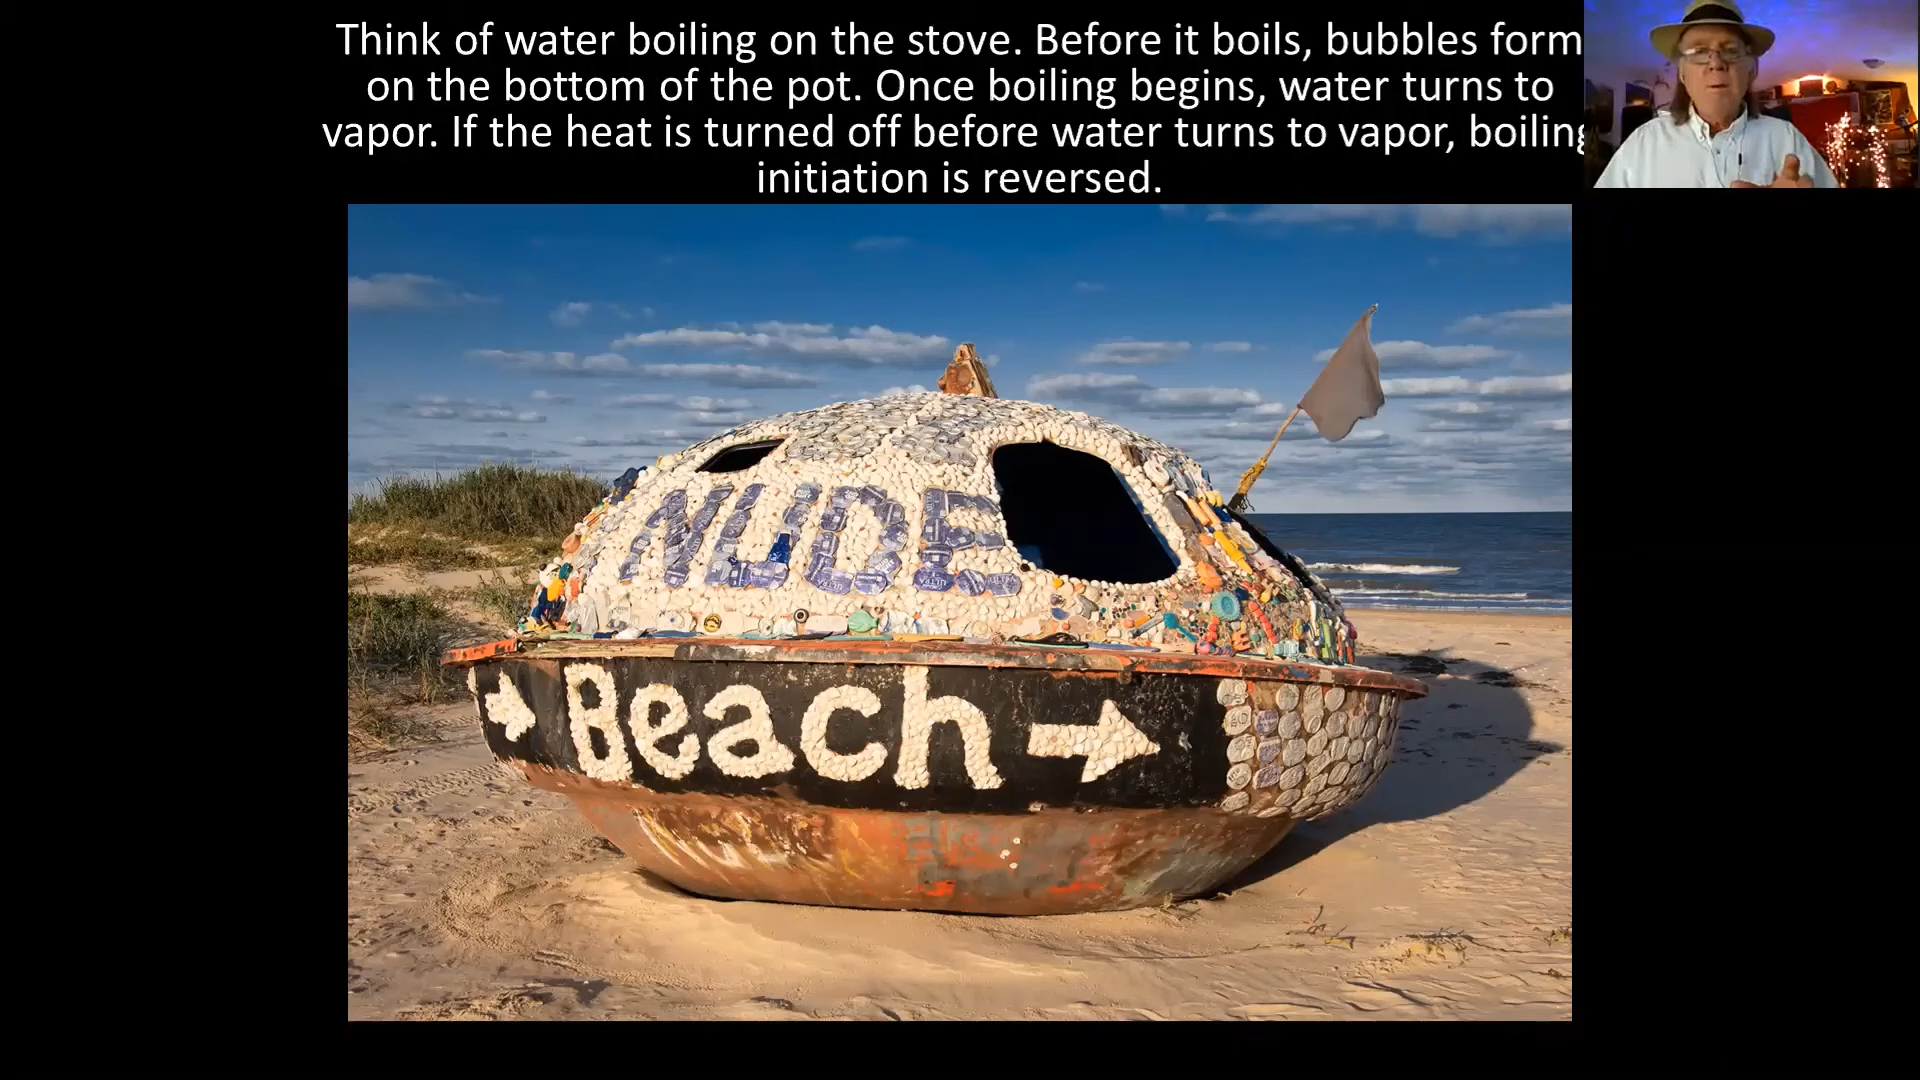 Think of water boiling on the stove. Before it boils, bubbles form
on the bottom of the pot. Once boiling begins, water turns to
vapor. If the heat is turned off before water turns to vapor, boiling
initiation is reversed.
NUDE
Beach